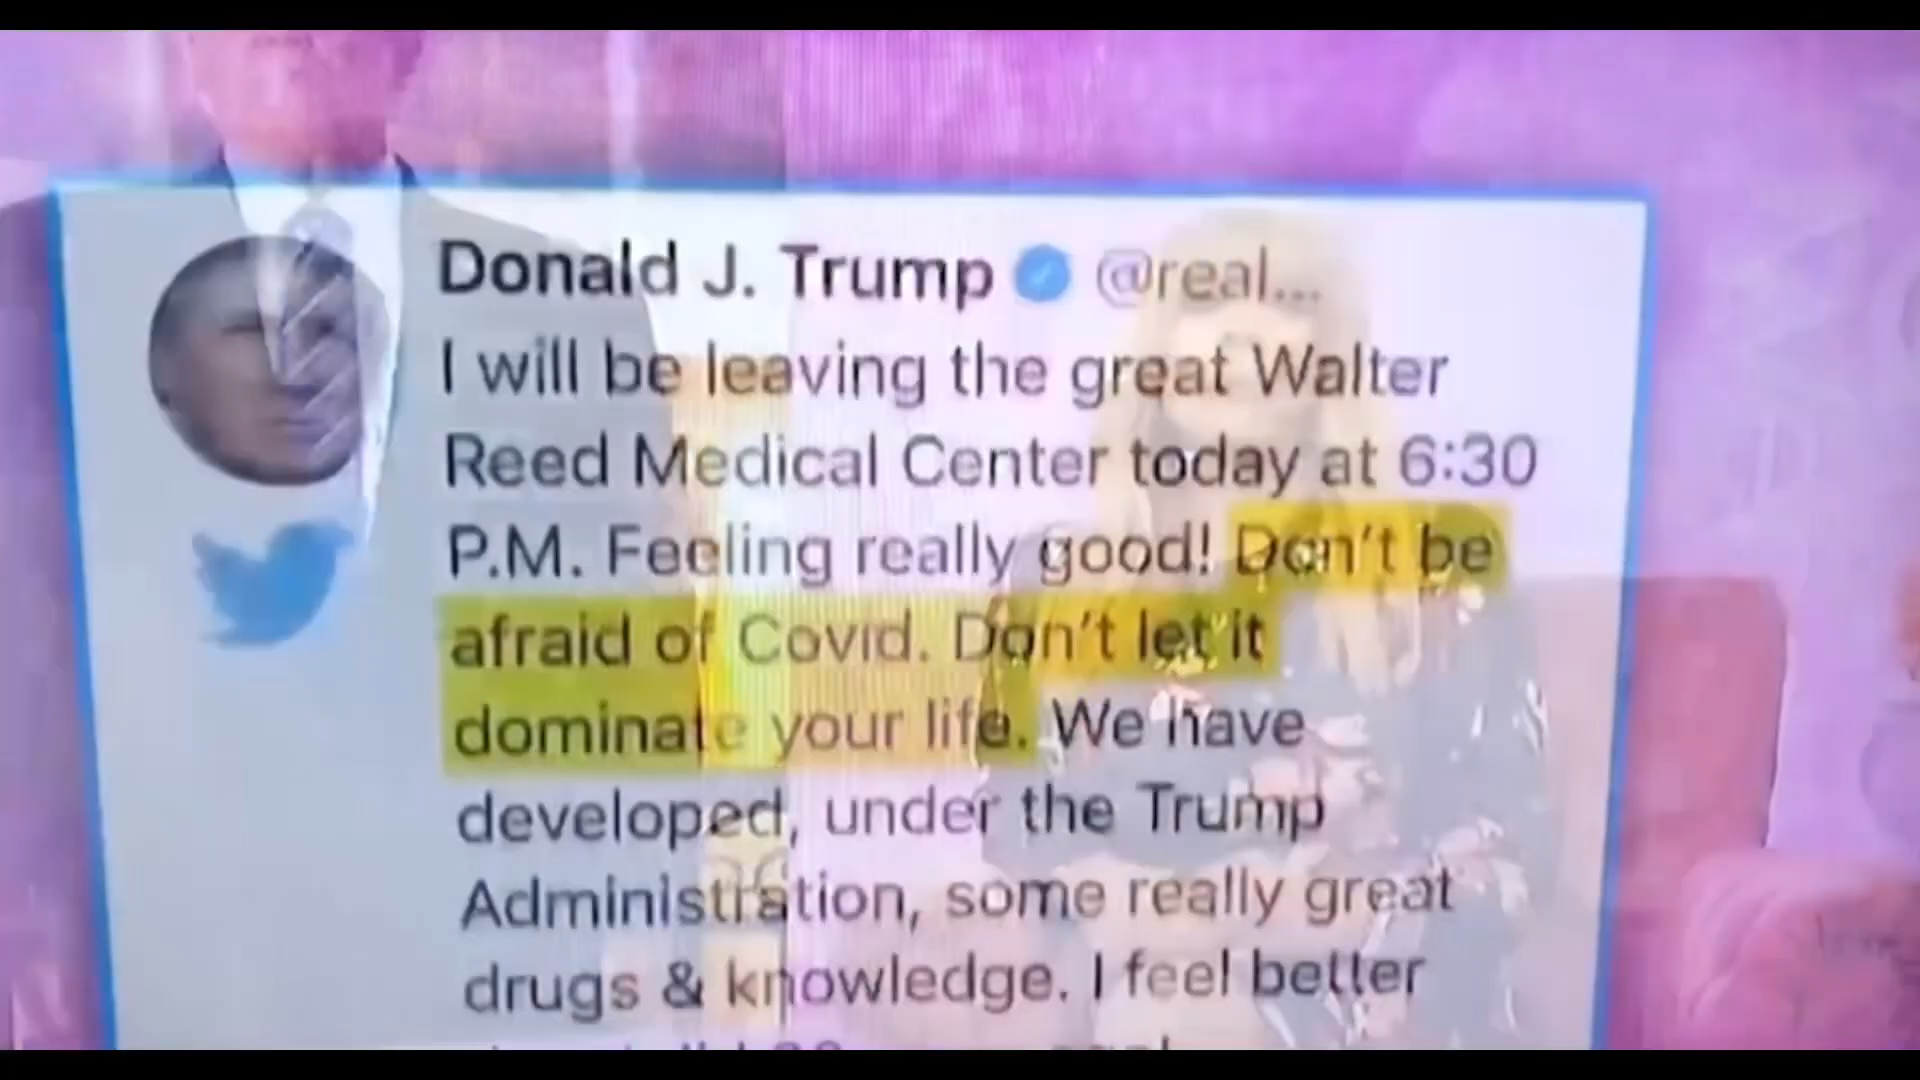 Donald J. Trump @real...
I will be leaving the great Walter
Reed Medical Center today at 6:30
P.M. Feeling really good! Don't be
afraid of Covid. Don't let it
dominate your life. We have
developed, under the Trump
Administration, some really great
drugs & knowledge. I feel better